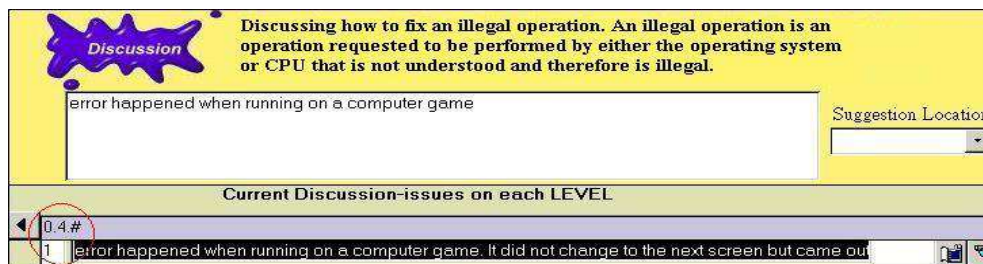 Discussion
Discussing how to fix an illegal operation. An illegal operation is an
operation requested to be performed by either the operating system
or CPU that is not understood and therefore is illegal.
error happened when running on a computer game
Suggestion Location
Current Discussion-issues on each LEVEL
0.4.#
1 error happened when running on a computer game. It did not change to the next screen but came out